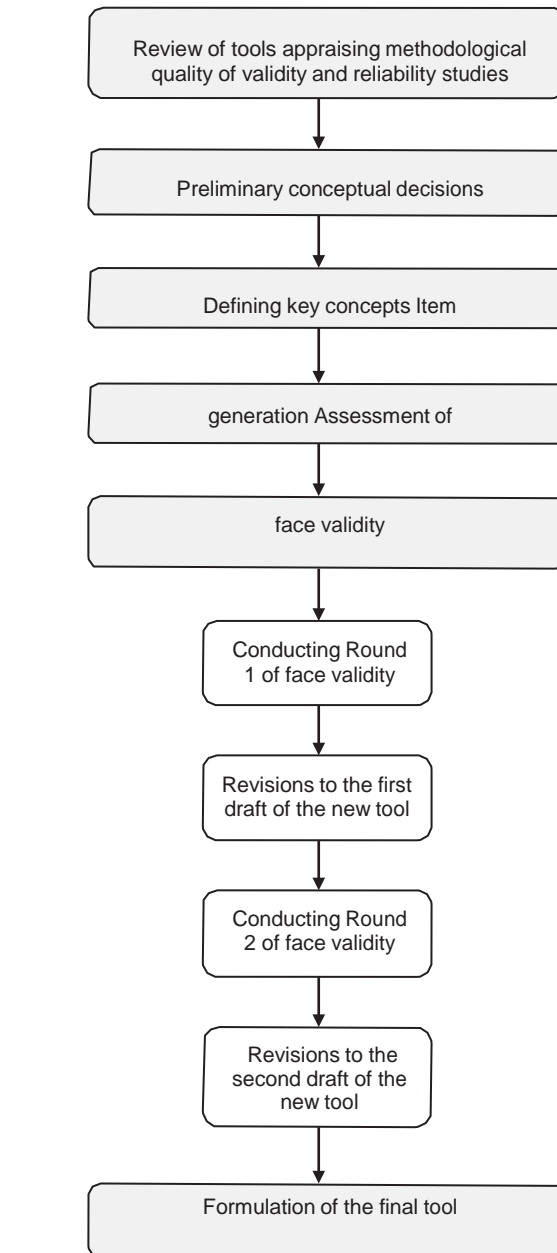 Review of tools appraising methodological
quality of validity and reliability studies
Preliminary conceptual decisions
Defining key concepts Item
generation Assessment of
face validity
Conducting Round
1 of face validity
Revisions to the first
draft of the new tool
Conducting Round
2 of face validity
Revisions to the
second draft of the
new tool
Formulation of the final tool